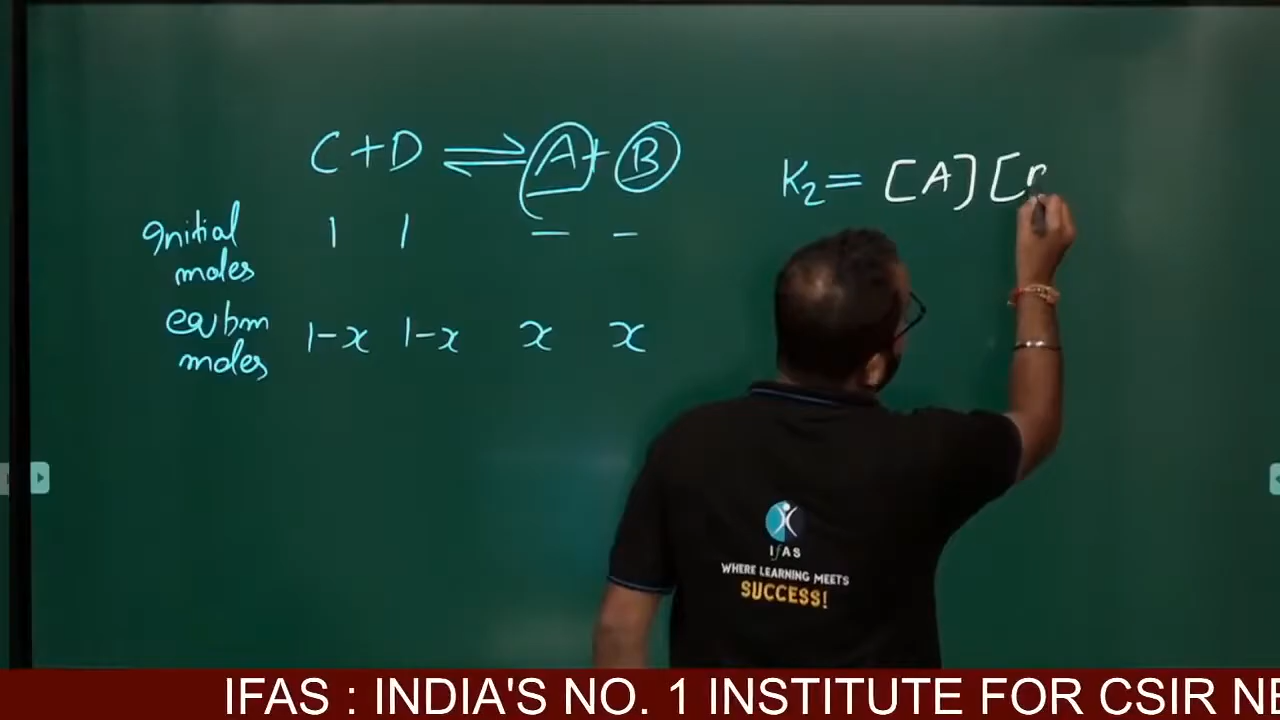 C + D ⇌ A + B
K₂ = [A] [
Initial 1 1 — –
moles
eqbm 1-x 1-x x x
moles
IfAS
WHERE LEARNING MEETS
SUCCESS!
IFAS : INDIA'S NO. 1 INSTITUTE FOR CSIR NE